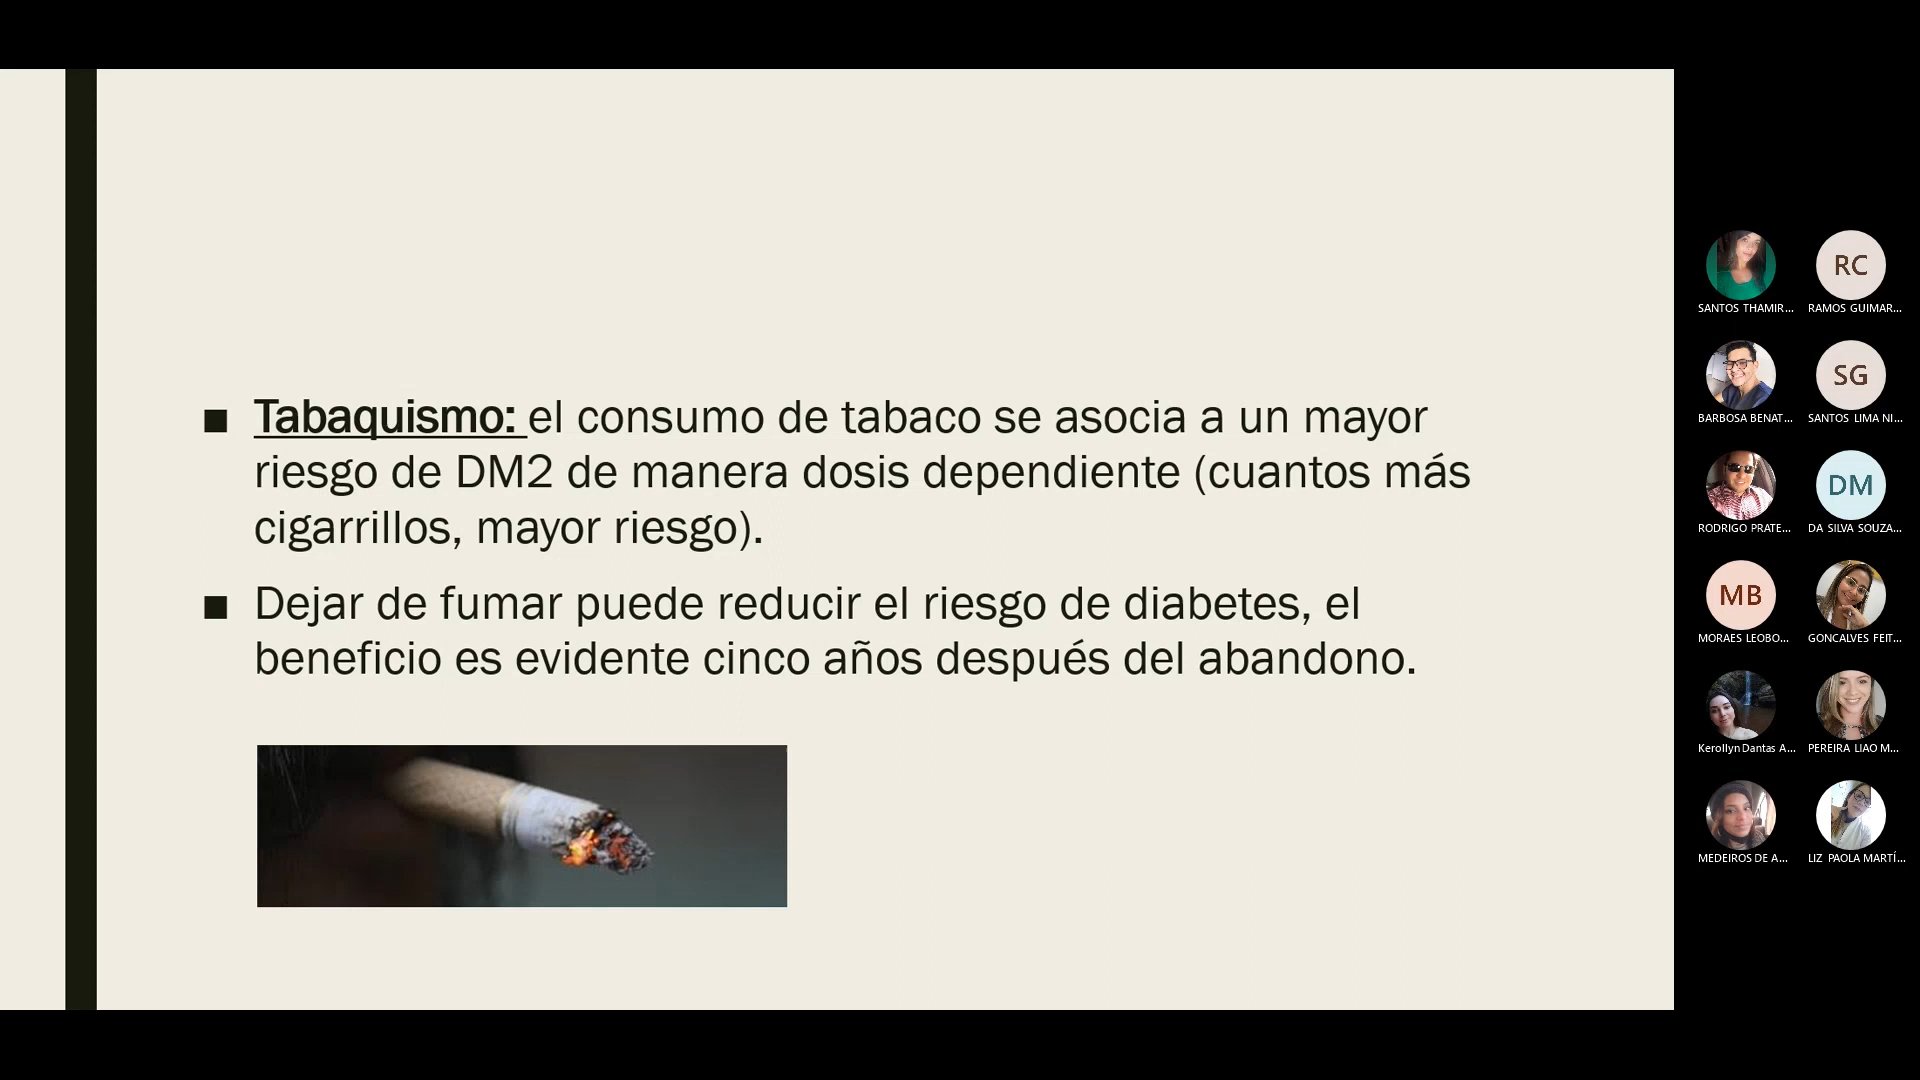 ■ Tabaquismo: el consumo de tabaco se asocia a un mayor
riesgo de DM2 de manera dosis dependiente (cuantos más
cigarrillos, mayor riesgo).
■ Dejar de fumar puede reducir el riesgo de diabetes, el
beneficio es evidente cinco años después del abandono.
SANTOS THAMIR...
RC
RAMOS GUIMAR...
BARBOSA BENAT...
SG
SANTOS LIMA NI...
RODRIGO PRATE...
DM
DA SILVA SOUZA...
MB
MORAES LEOBO...
GONCALVES FEIT...
Kerollyn Dantas A...
PEREIRA LIAO M...
MEDEIROS DE A...
LIZ PAOLA MARTÍ...